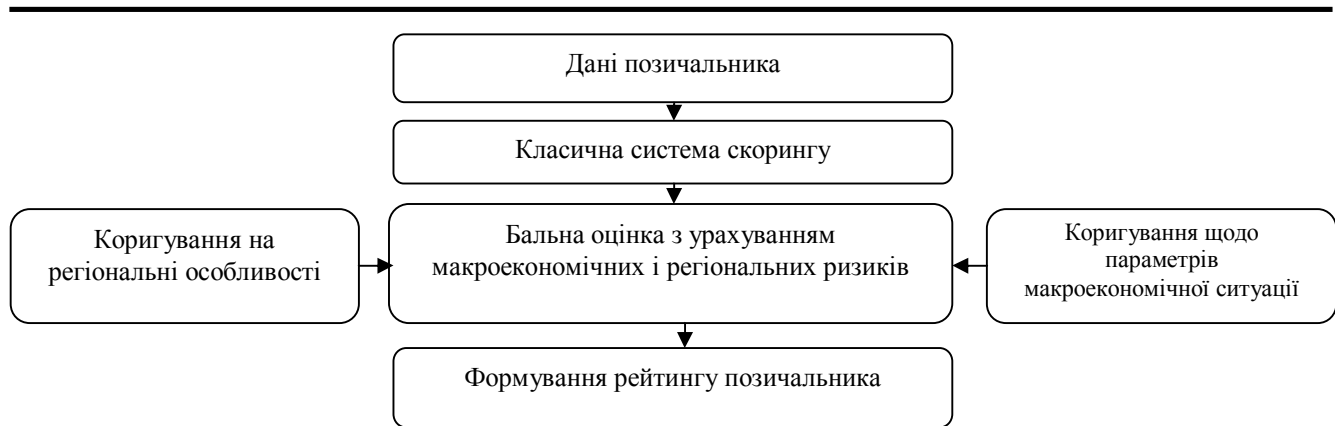 Дані позичальника
Класична система скорингу
Коригування на
регіональні особливості
Бальна оцінка з урахуванням
макроекономічних і регіональних ризиків
Коригування щодо
параметрів
макроекономічної ситуації
Формування рейтингу позичальника